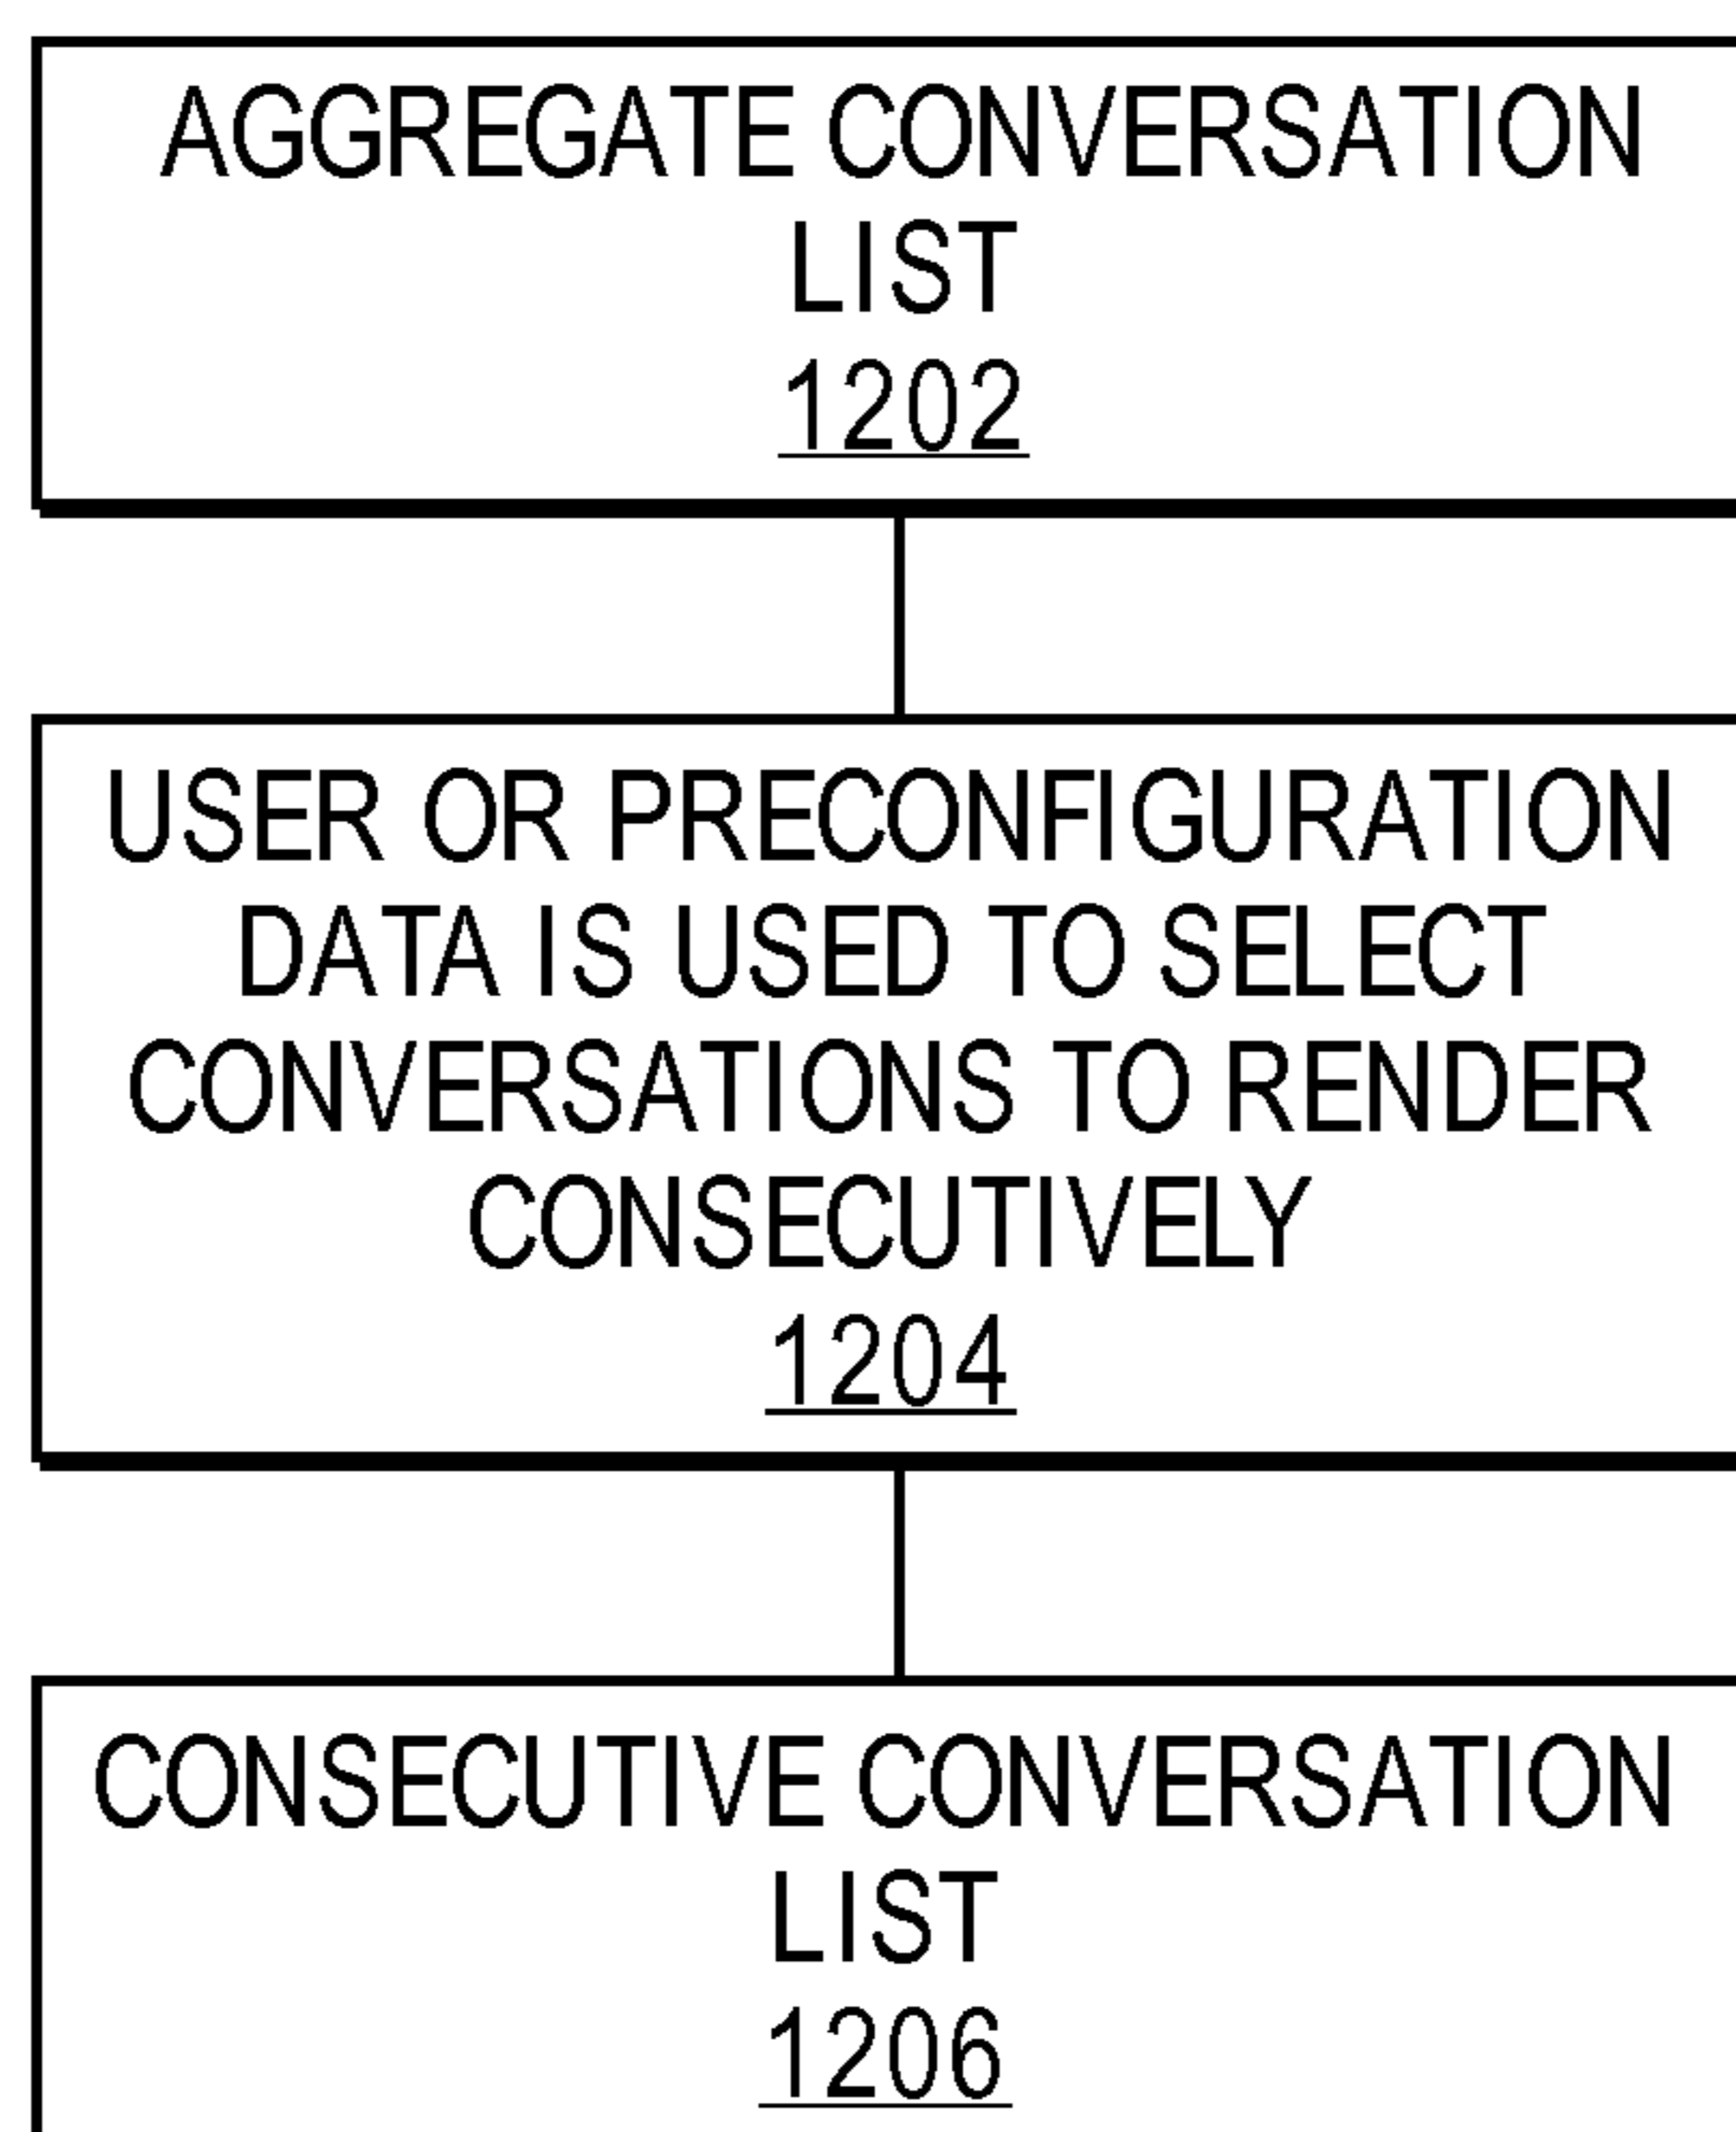 AGGREGATE CONVERSATION
LIST
1202
USER OR PRECONFIGURATION
DATA IS USED TO SELECT
CONVERSATIONS TO RENDER
CONSECUTIVELY
1204
CONSECUTIVE CONVERSATION
LIST
1206